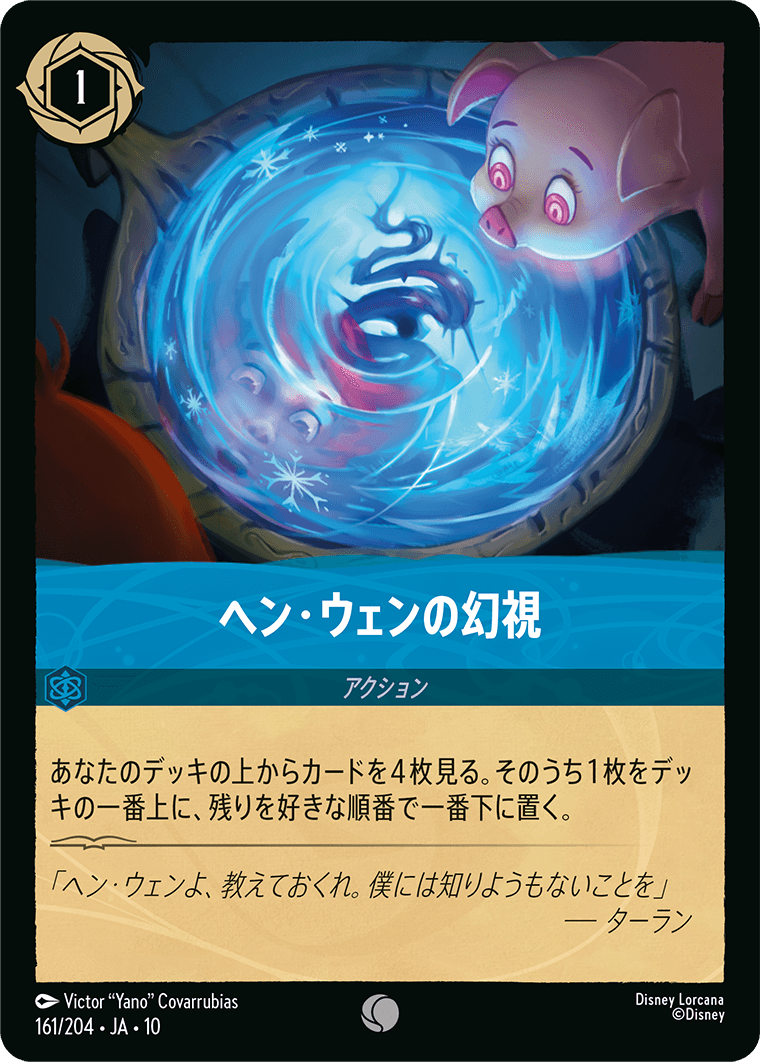 1
ヘン・ウェンの幻視
アクション
あなたのデッキの上からカードを4枚見る。そのうち1枚をデッ
キの一番上に、残りを好きな順番で一番下に置く。
「ヘン・ウェンよ、教えておくれ。僕には知りようもないことを」
— ターラン
Victor “Yano” Covarrubias
161/204 • JA • 10
Disney Lorcana
©Disney